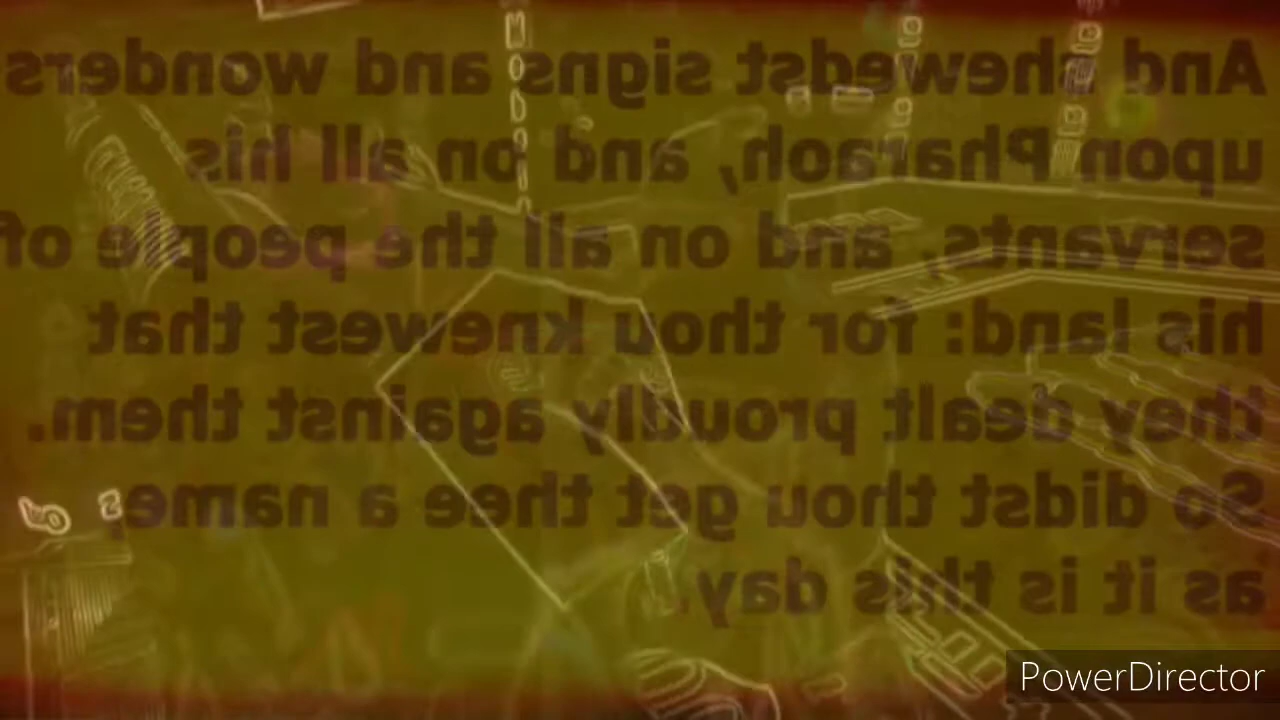 And shewedst signs and wonders
upon Pharaoh, and on all his
servants, and on all the people of
his land: for thou knewest that
they dealt proudly against them.
So didst thou get thee a name,
as it is this day.
PowerDirector